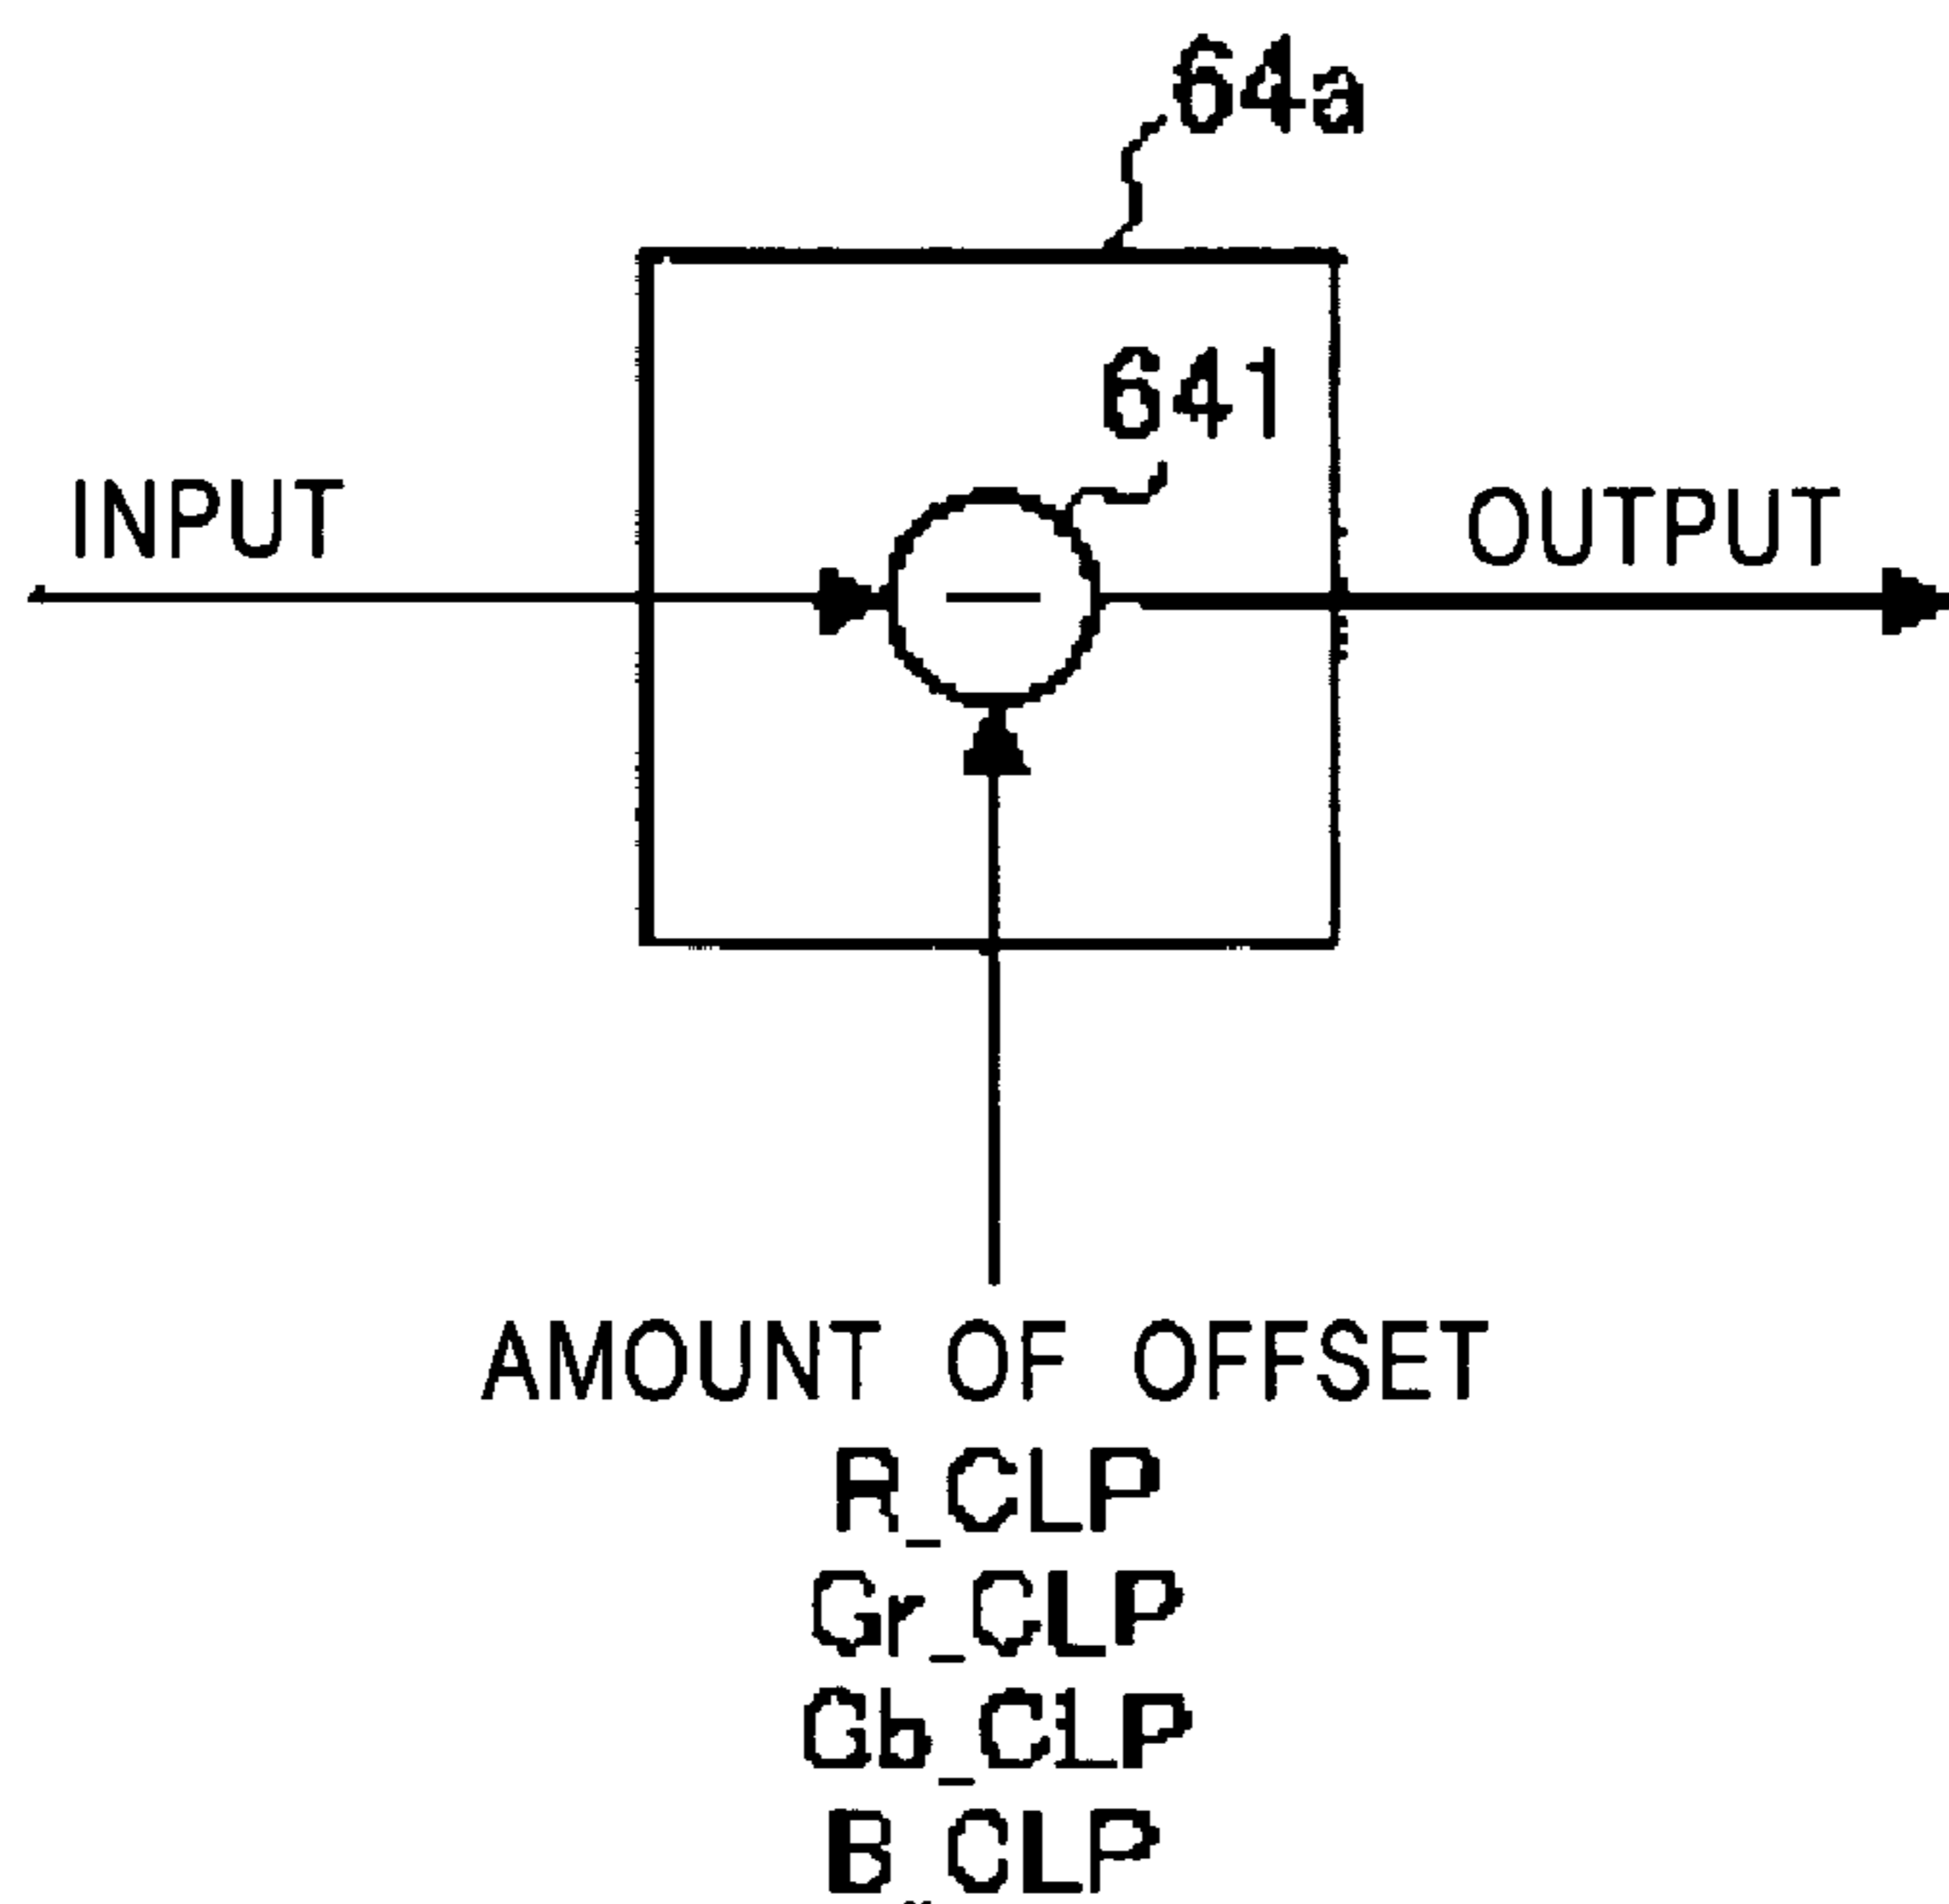 64a
641
INPUT
OUTPUT
AMOUNT OF OFFSET
R_CLP
Gr_CLP
Gb_CLP
B_CLP